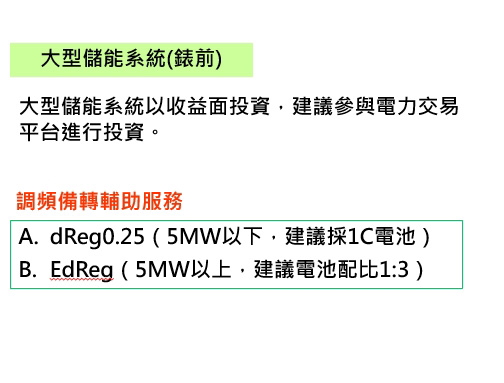 大型儲能系統(錶前)
大型儲能系統以收益面投資，建議參與電力交易
平台進行投資。
調頻備轉輔助服務
A. dReg0.25（5MW以下，建議採1C電池）
B. EdReg（5MW以上，建議電池配比1:3）